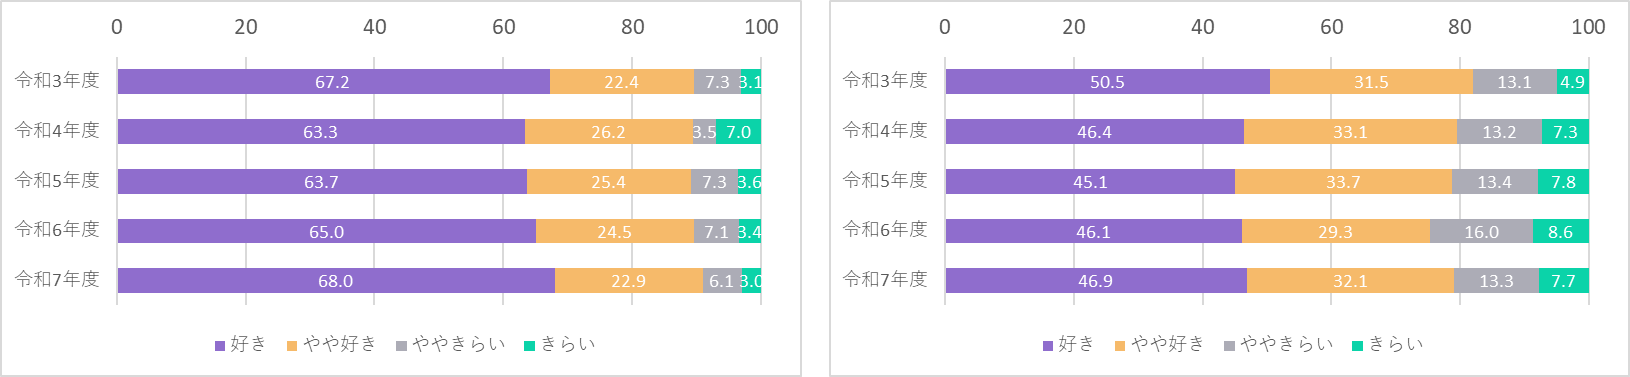 0 20 40 60 80 100
令和3年度 67.2 22.4 7.3 3.1
令和4年度 63.3 26.2 3.5 7.0
令和5年度 63.7 25.4 7.3 3.6
令和6年度 65.0 24.5 7.1 3.4
令和7年度 68.0 22.9 6.1 3.0
好き やや好き ややきらい きらい
0 20 40 60 80 100
令和3年度 50.5 31.5 13.1 4.9
令和4年度 46.4 33.1 13.2 7.3
令和5年度 45.1 33.7 13.4 7.8
令和6年度 46.1 29.3 16.0 8.6
令和7年度 46.9 32.1 13.3 7.7
好き やや好き ややきらい きらい